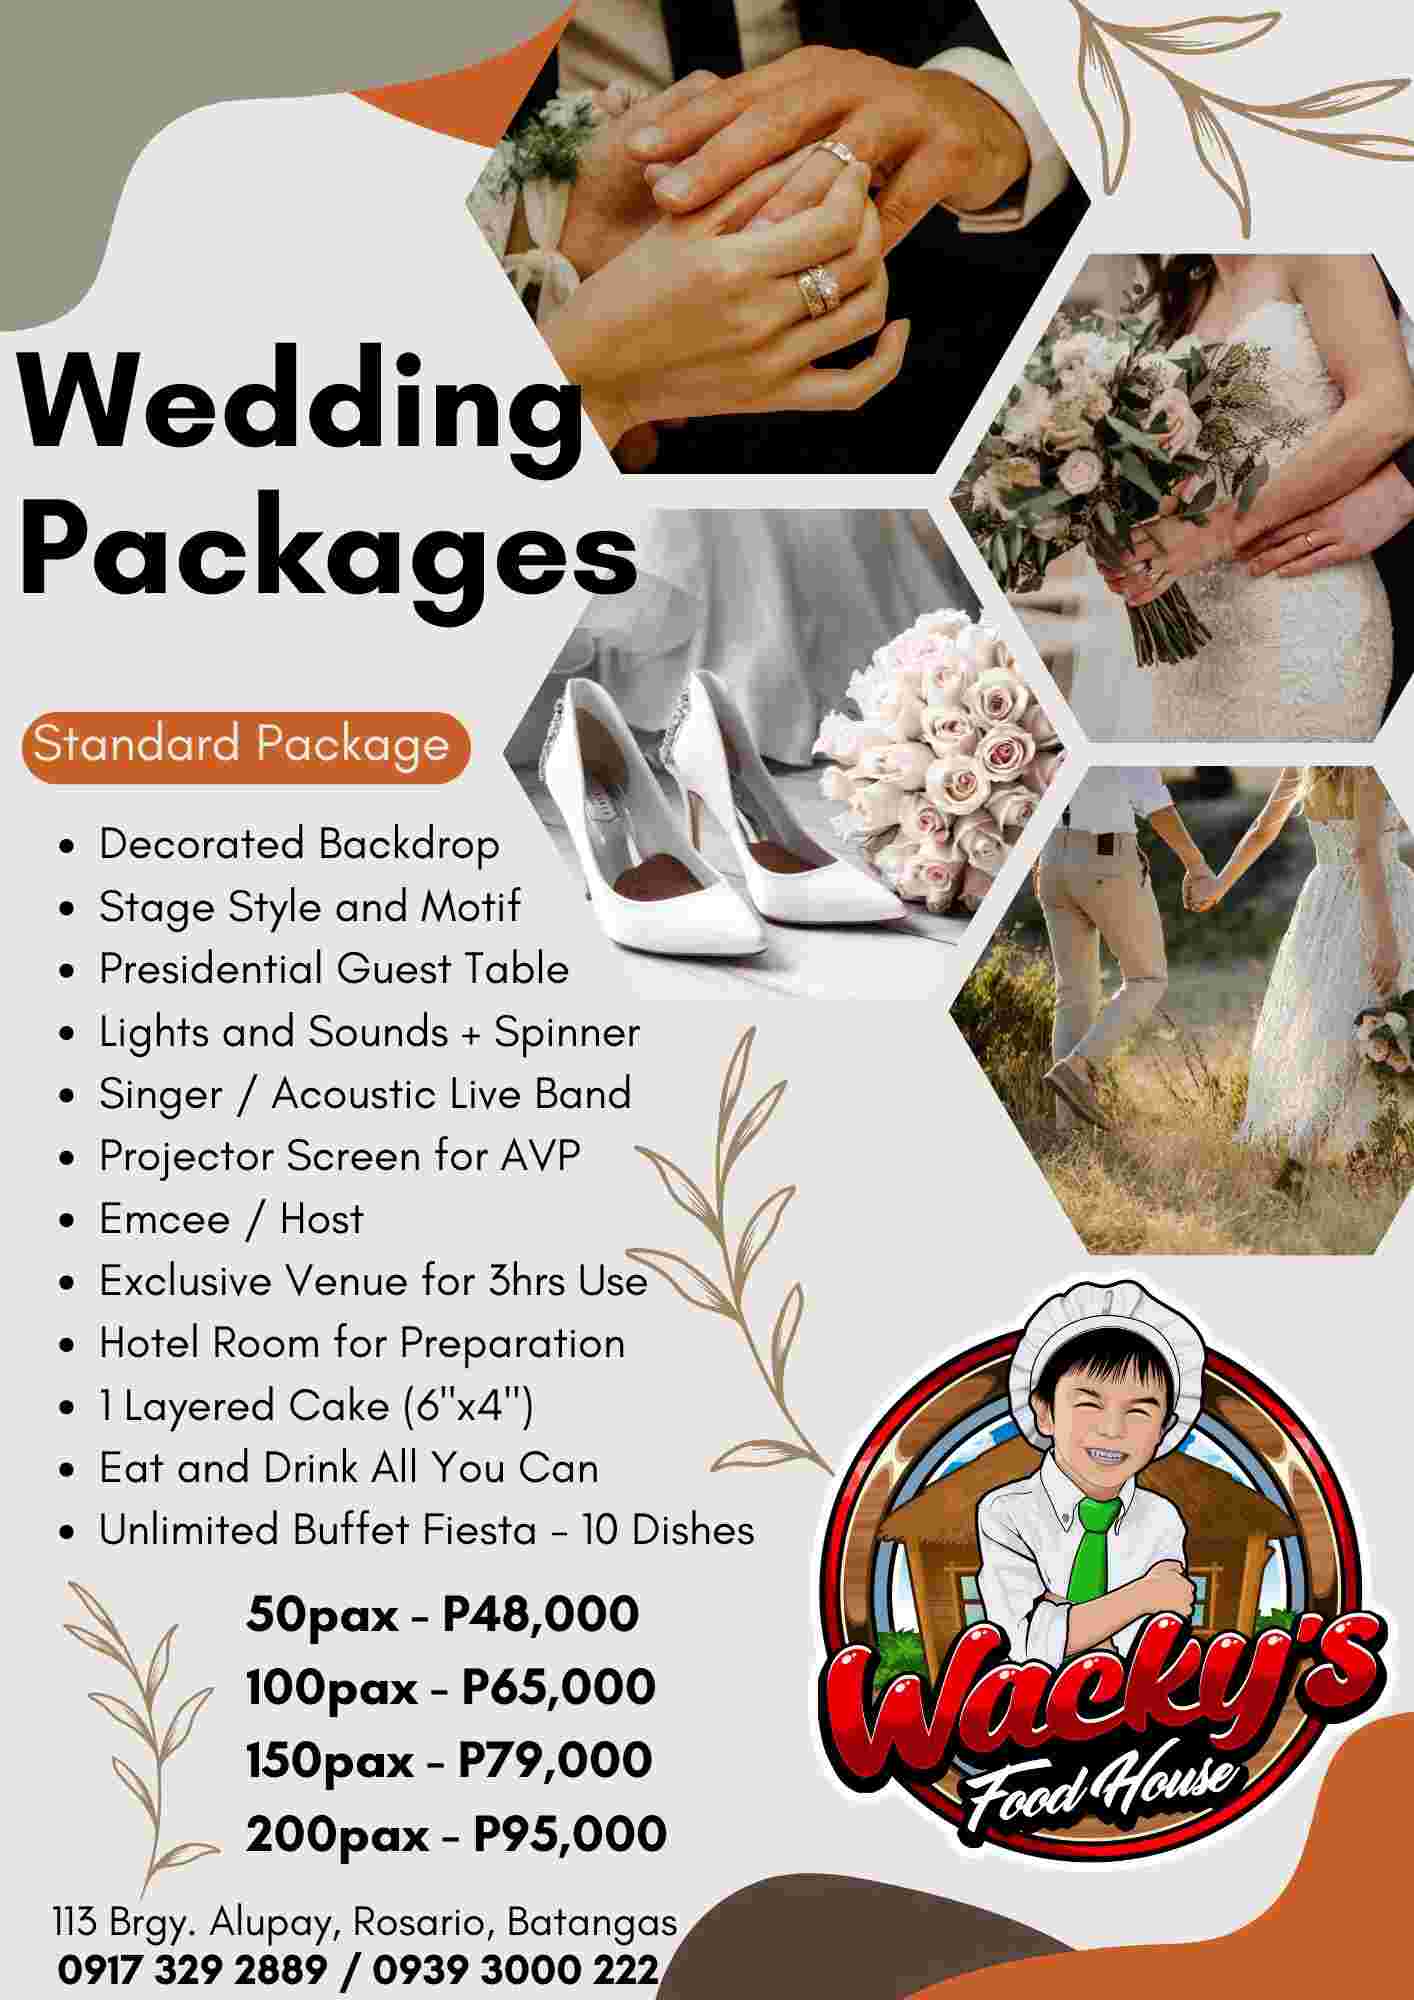 Wedding
Packages
Standard Package
• Decorated Backdrop
• Stage Style and Motif
• Presidential Guest Table
• Lights and Sounds + Spinner
• Singer / Acoustic Live Band
• Projector Screen for AVP
• Emcee / Host
• Exclusive Venue for 3hrs Use
• Hotel Room for Preparation
• 1 Layered Cake (6"x4")
• Eat and Drink All You Can
• Unlimited Buffet Fiesta - 10 Dishes
50pax - P48,000
100pax - P65,000
150pax - P79,000
200pax - P95,000
Wacky's
Food House
113 Brgy. Alupay, Rosario, Batangas
0917 329 2889 / 0939 3000 222